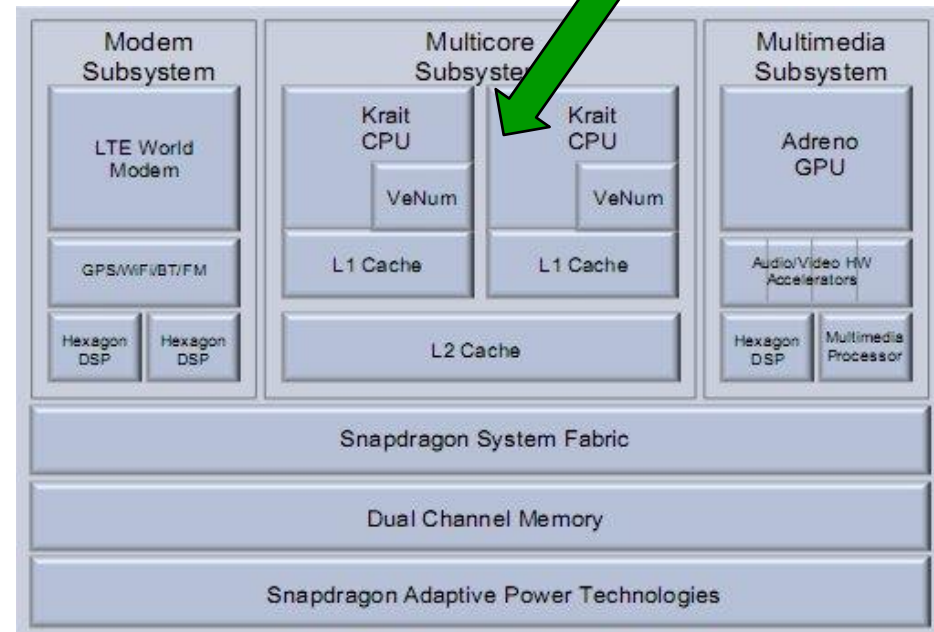 Modem
Subsystem
LTE World
Modem
GPS/WiFi/BT/FM
Hexagon
DSP
Hexagon
DSP
Multicore
Subsystem
Krait
CPU
VeNum
L1 Cache
Krait
CPU
VeNum
L1 Cache
L2 Cache
Multimedia
Subsystem
Adreno
GPU
Audio/Video HW
Accelerators
Hexagon
DSP
Multimedia
Processor
Snapdragon System Fabric
Dual Channel Memory
Snapdragon Adaptive Power Technologies